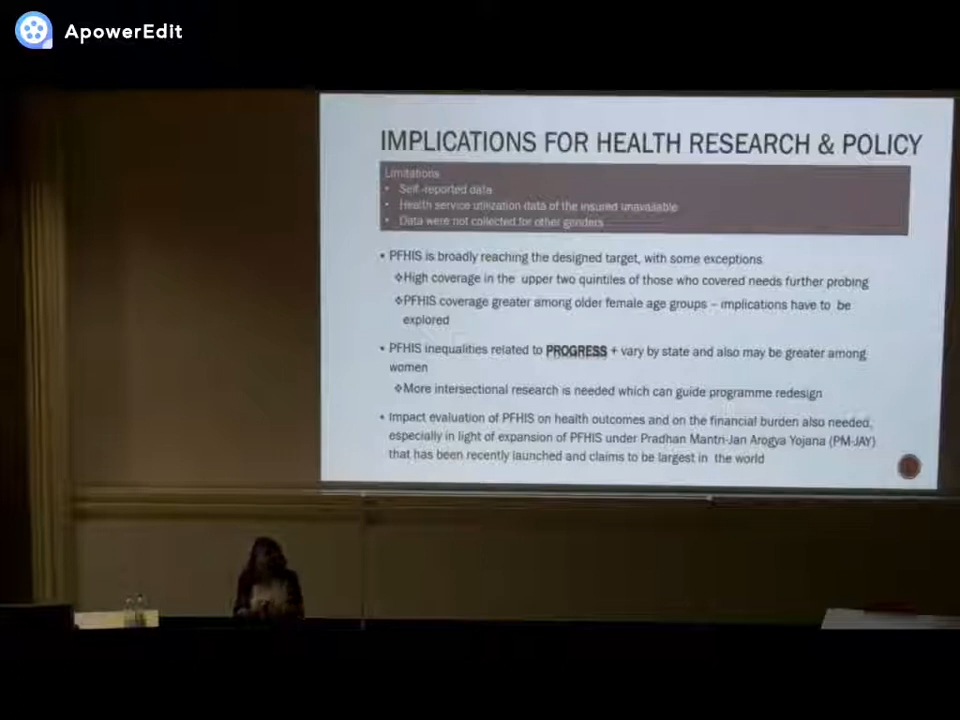 ApowerEdit
IMPLICATIONS FOR HEALTH RESEARCH & POLICY
Limitations
• Self-reported data
• Health service utilization data of the insured unavailable
• Data were not collected for other genders
• PFHIS is broadly reaching the designed target, with some exceptions
❖High coverage in the upper two quintiles of those who covered needs further probing
❖PFHIS coverage greater among older female age groups – implications have to be
explored
• PFHIS inequalities related to PROGRESS + vary by state and also may be greater among
women
❖More intersectional research is needed which can guide programme redesign
• Impact evaluation of PFHIS on health outcomes and on the financial burden also needed,
especially in light of expansion of PFHIS under Pradhan Mantri-Jan Arogya Yojana (PM-JAY)
that has been recently launched and claims to be largest in the world